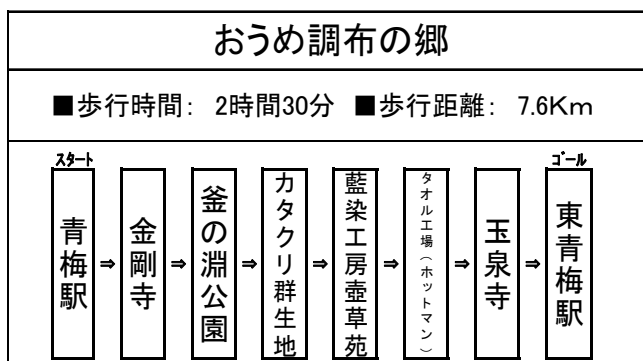 おうめ調布の郷
■歩行時間： 2時間30分 ■歩行距離： 7.6Km
ｽﾀｰﾄ
青梅駅
⇒
金剛寺
⇒
釜の淵公園
⇒
カタクリ群生地
⇒
藍染工房壺草苑
⇒
タオル工場（ホットマン）
⇒
玉泉寺
⇒
ｺﾞｰﾙ
東青梅駅